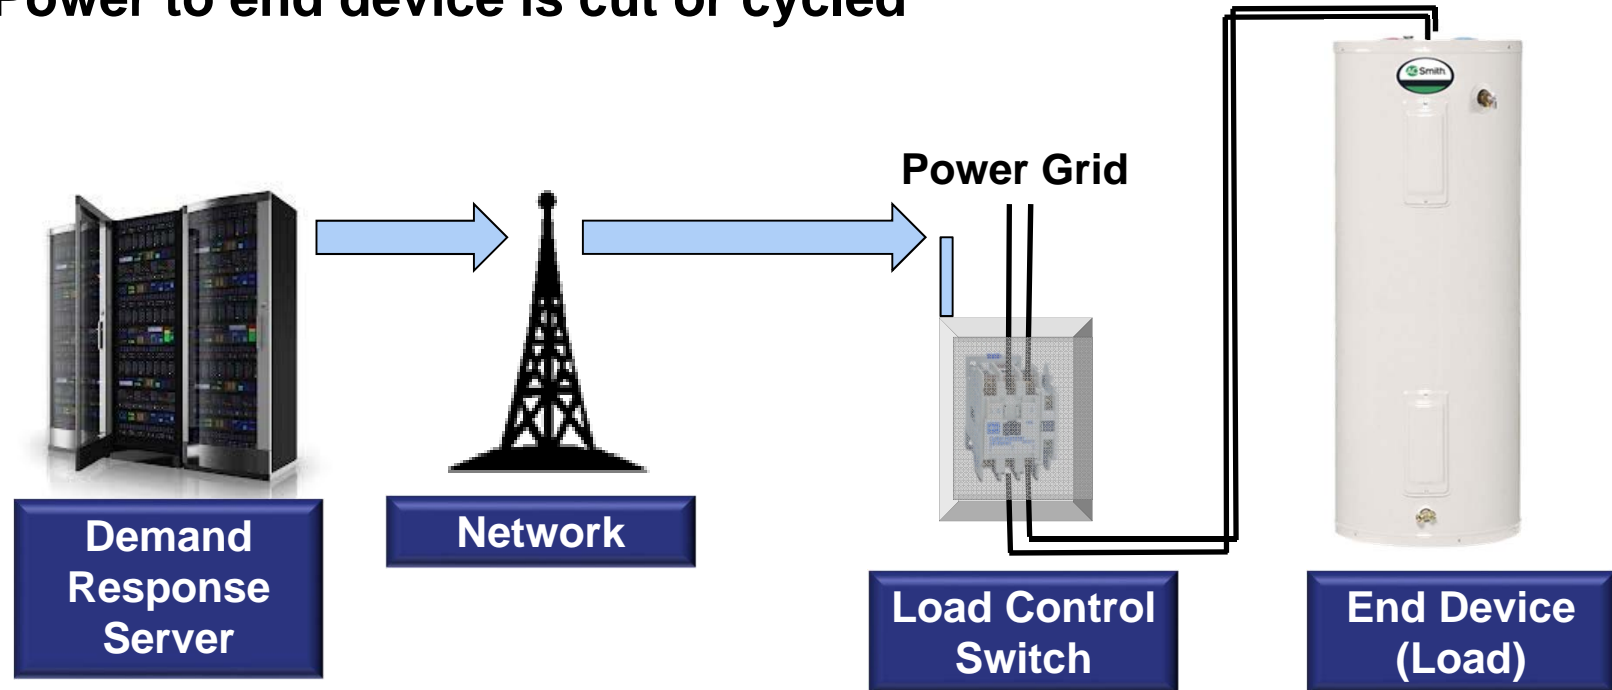 Power to end device is cut or cycled
Power Grid
Smith
Demand
Response
Server
Network
Load Control
Switch
End Device
(Load)